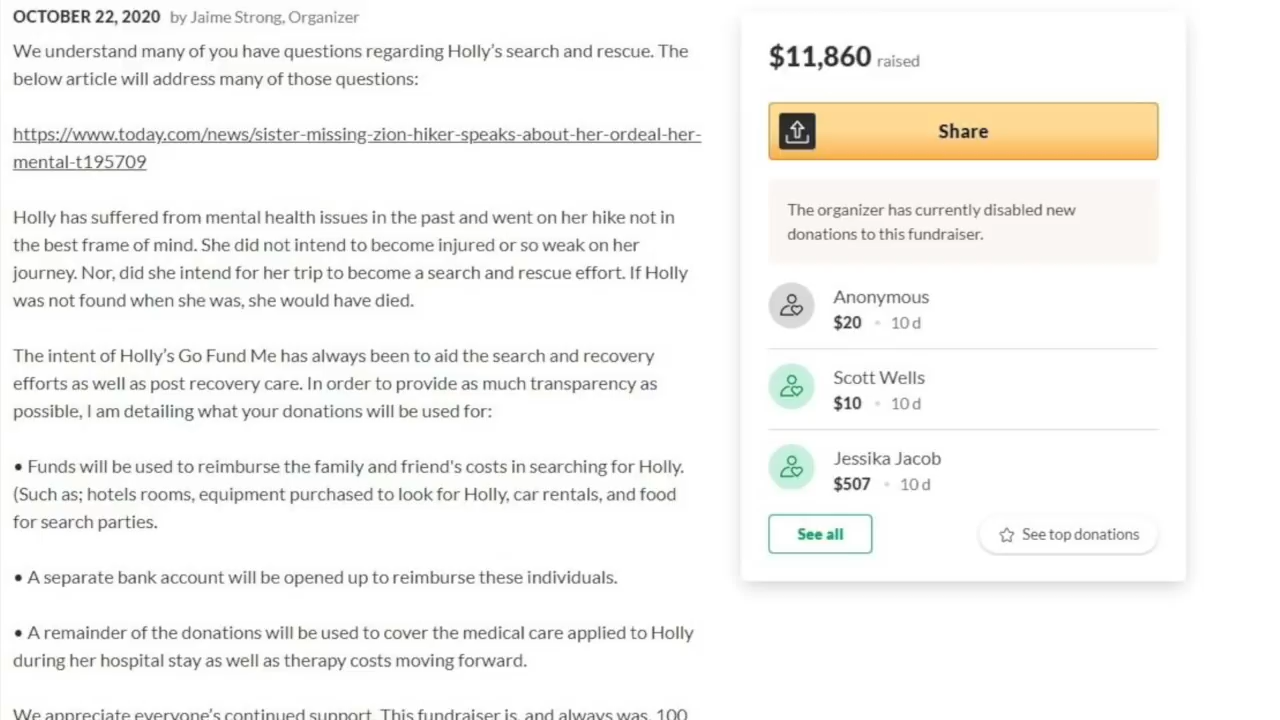 OCTOBER 22, 2020 by Jaime Strong, Organizer
We understand many of you have questions regarding Holly's search and rescue. The
below article will address many of those questions:
https://www.today.com/news/sister-missing-zion-hiker-speaks-about-her-ordeal-her-
mental-t195709
Holly has suffered from mental health issues in the past and went on her hike not in
the best frame of mind. She did not intend to become injured or so weak on her
journey. Nor, did she intend for her trip to become a search and rescue effort. If Holly
was not found when she was, she would have died.
The intent of Holly's Go Fund Me has always been to aid the search and recovery
efforts as well as post recovery care. In order to provide as much transparency as
possible, I am detailing what your donations will be used for:
• Funds will be used to reimburse the family and friend's costs in searching for Holly.
(Such as; hotels rooms, equipment purchased to look for Holly, car rentals, and food
for search parties.
• A separate bank account will be opened up to reimburse these individuals.
• A remainder of the donations will be used to cover the medical care applied to Holly
during her hospital stay as well as therapy costs moving forward.
We appreciate everyone's continued support. This fundraiser is, and always was, 100
$11,860 raised
Share
The organizer has currently disabled new
donations to this fundraiser.
Anonymous
$20 • 10 d
Scott Wells
$10 • 10 d
Jessika Jacob
$507 • 10 d
See all
See top donations